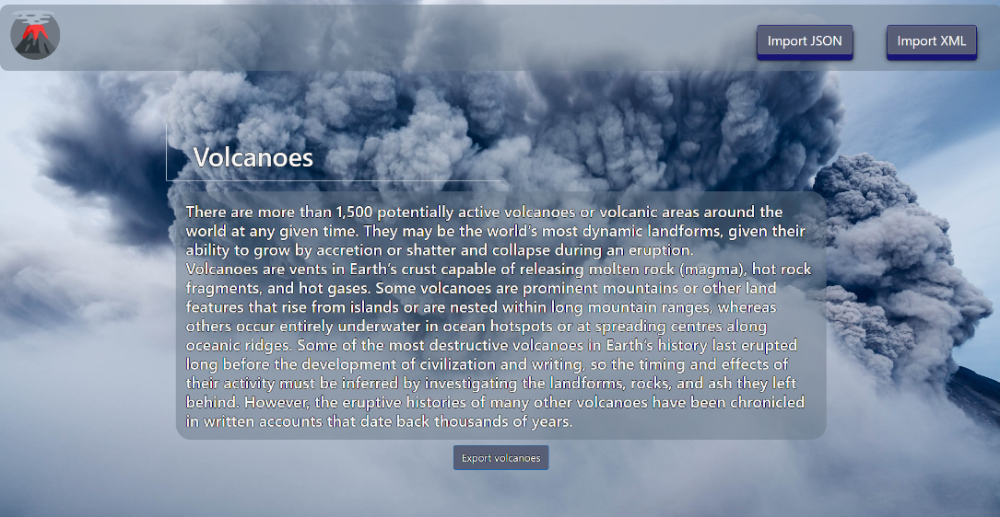 Import JSON
Import XML
Volcanoes
There are more than 1,500 potentially active volcanoes or volcanic areas around the
world at any given time. They may be the world's most dynamic landforms, given their
ability to grow by accretion or shatter and collapse during an eruption.
Volcanoes are vents in Earth's crust capable of releasing molten rock (magma), hot rock
fragments, and hot gases. Some volcanoes are prominent mountains or other land
features that rise from islands or are nested within long mountain ranges, whereas
others occur entirely underwater in ocean hotspots or at spreading centres along
oceanic ridges. Some of the most destructive volcanoes in Earth's history last erupted
long before the development of civilization and writing, so the timing and effects of
their activity must be inferred by investigating the landforms, rocks, and ash they left
behind. However, the eruptive histories of many other volcanoes have been chronicled
in written accounts that date back thousands of years.
Export volcanoes